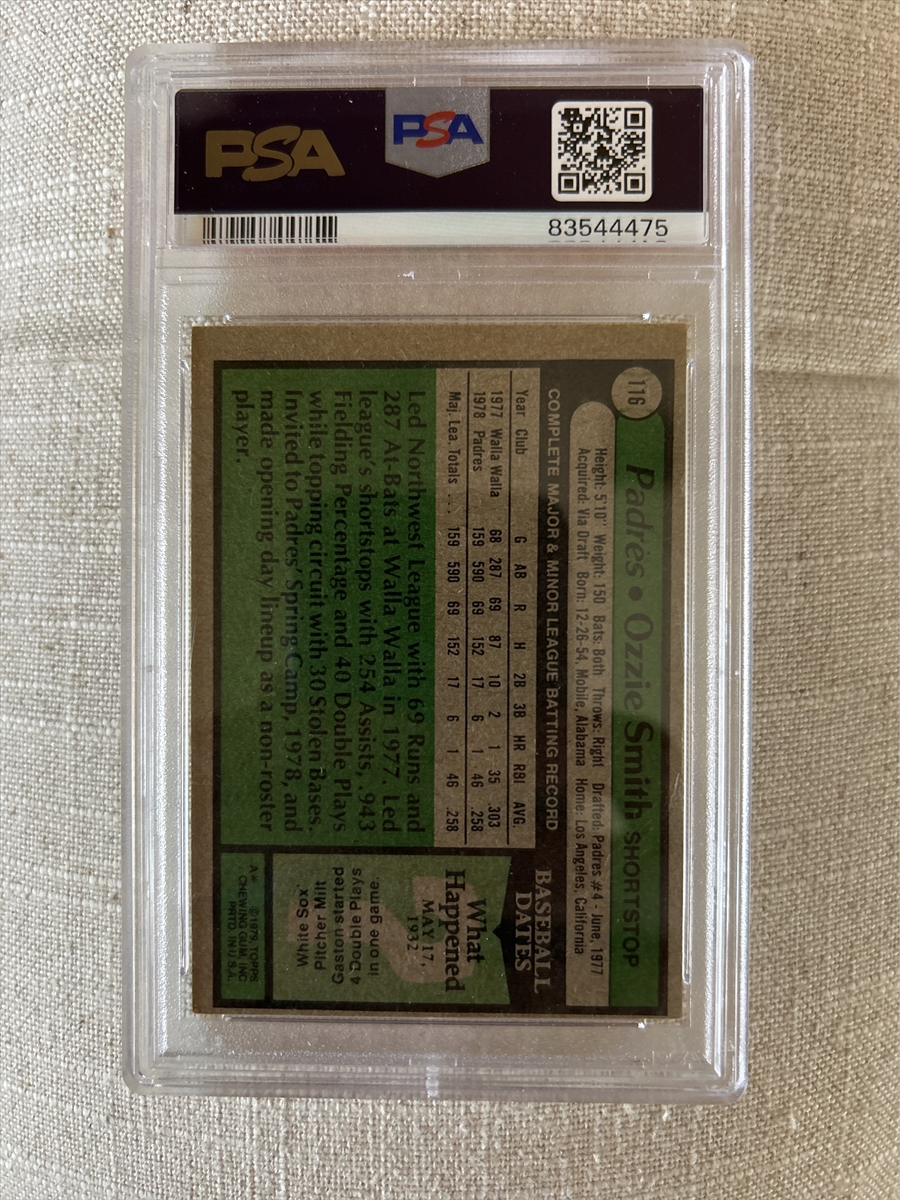 PSA
PSA
83544475
116
Padres • Ozzie Smith SHORTSTOP
Height: 5'10" Weight: 150 Bats: Both Throws: Right Drafted: Padres #4 - June, 1977
Acquired: Via Draft Born: 12-26-54, Mobile, Alabama Home: Los Angeles, California
COMPLETE MAJOR & MINOR LEAGUE BATTING RECORD
Year Club G AB R H 2B 3B HR RBI AVG.
1977 Walla Walla 68 287 69 87 10 2 1 35 .303
1978 Padres 159 590 69 152 17 6 1 46 .258
Maj. Lea. Totals ... 159 590 69 152 17 6 1 46 .258
Led Northwest League with 69 Runs and
287 At-Bats at Walla Walla in 1977. Led
league's shortstops with 254 Assists, .943
Fielding Percentage and 40 Double Plays
while topping circuit with 30 Stolen Bases.
Invited to Padres' Spring Camp, 1978, and
made opening day lineup as a non-roster
player.
BASEBALL
DATES
What
Happened
MAY 17,
1932
Pitcher Milt
Gaston started
4 Double Plays
in one game.
White Sox.
A* ©1979, TOPPS
CHEWING GUM, INC
PRTD. IN U.S.A.